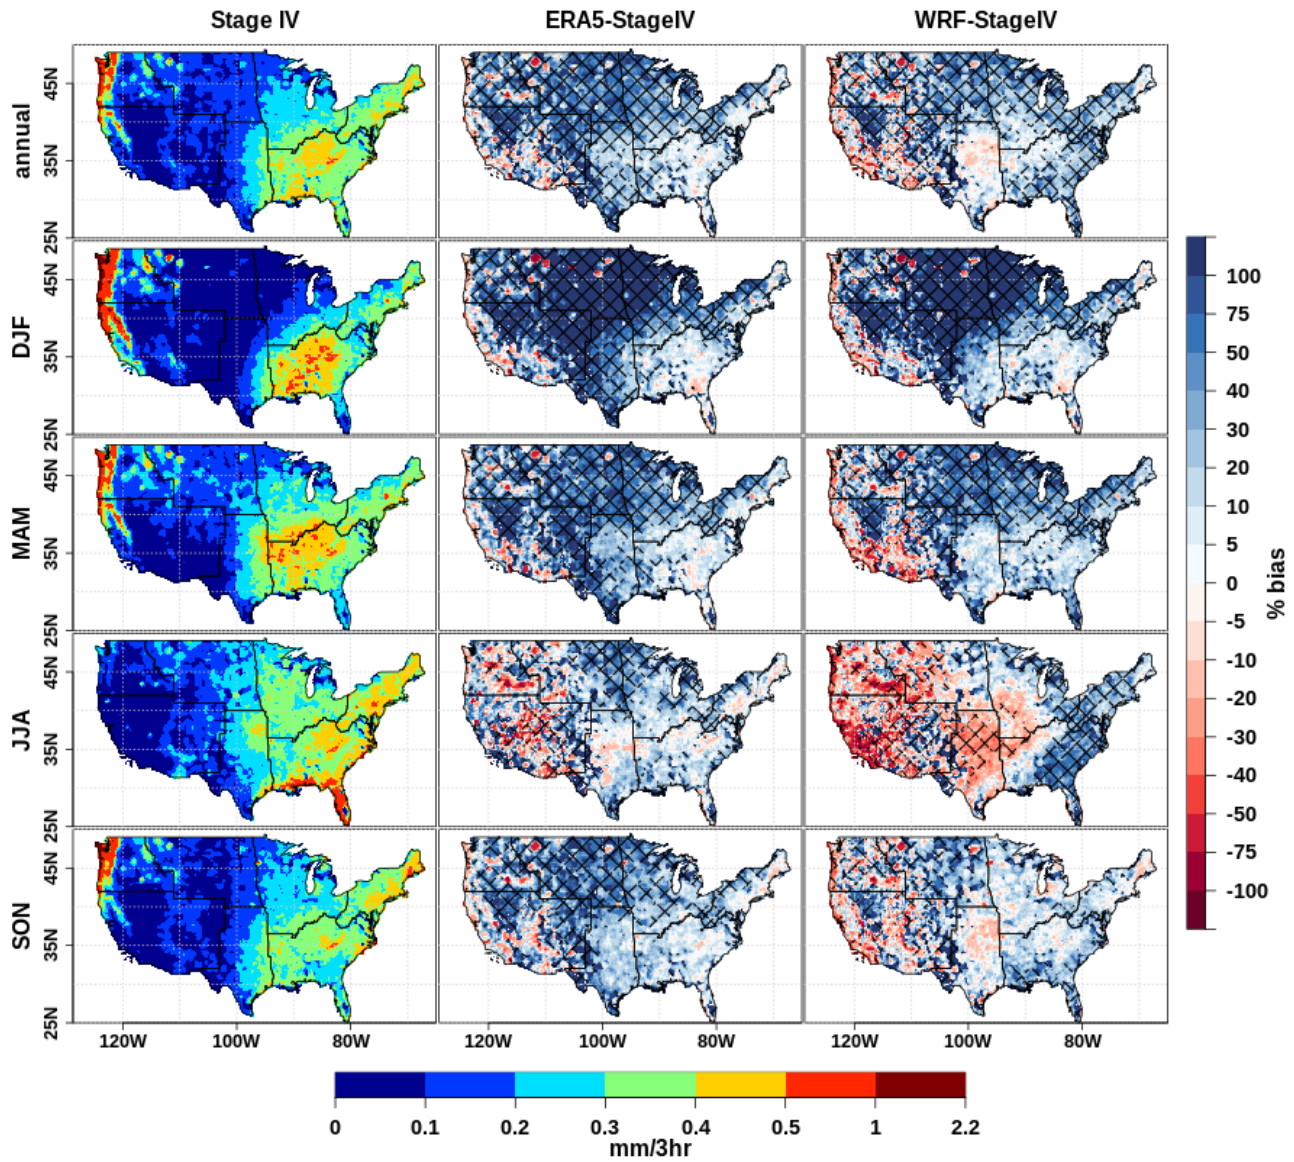 Stage IV ERA5-StageIV WRF-StageIV
annual
45N
35N
25N
DJF
45N
35N
25N
MAM
45N
35N
25N
JJA
45N
35N
25N
SON
45N
35N
25N
120W 100W 80W 120W 100W 80W 120W 100W 80W
100
75
50
40
30
20
10
5
0
-5
-10
-20
-30
-40
-50
-75
-100
% bias
0 0.1 0.2 0.3 0.4 0.5 1 2.2
mm/3hr